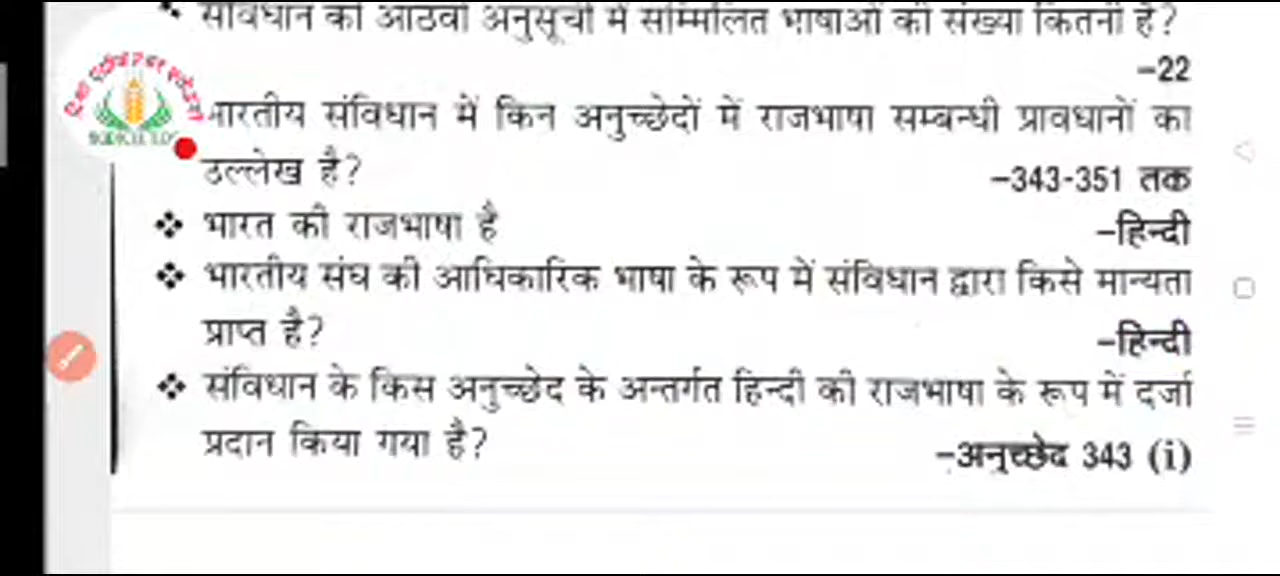 संविधान की आठवीं अनुसूची में सम्मिलित भाषाओं की संख्या कितनी है?
–22
भारतीय संविधान में किन अनुच्छेदों में राजभाषा सम्बन्धी प्रावधानों का
उल्लेख है? –343-351 तक
❖ भारत की राजभाषा है –हिन्दी
❖ भारतीय संघ की आधिकारिक भाषा के रूप में संविधान द्वारा किसे मान्यता
प्राप्त है? –हिन्दी
❖ संविधान के किस अनुच्छेद के अन्तर्गत हिन्दी की राजभाषा के रूप में दर्जा
प्रदान किया गया है? –अनुच्छेद 343 (i)